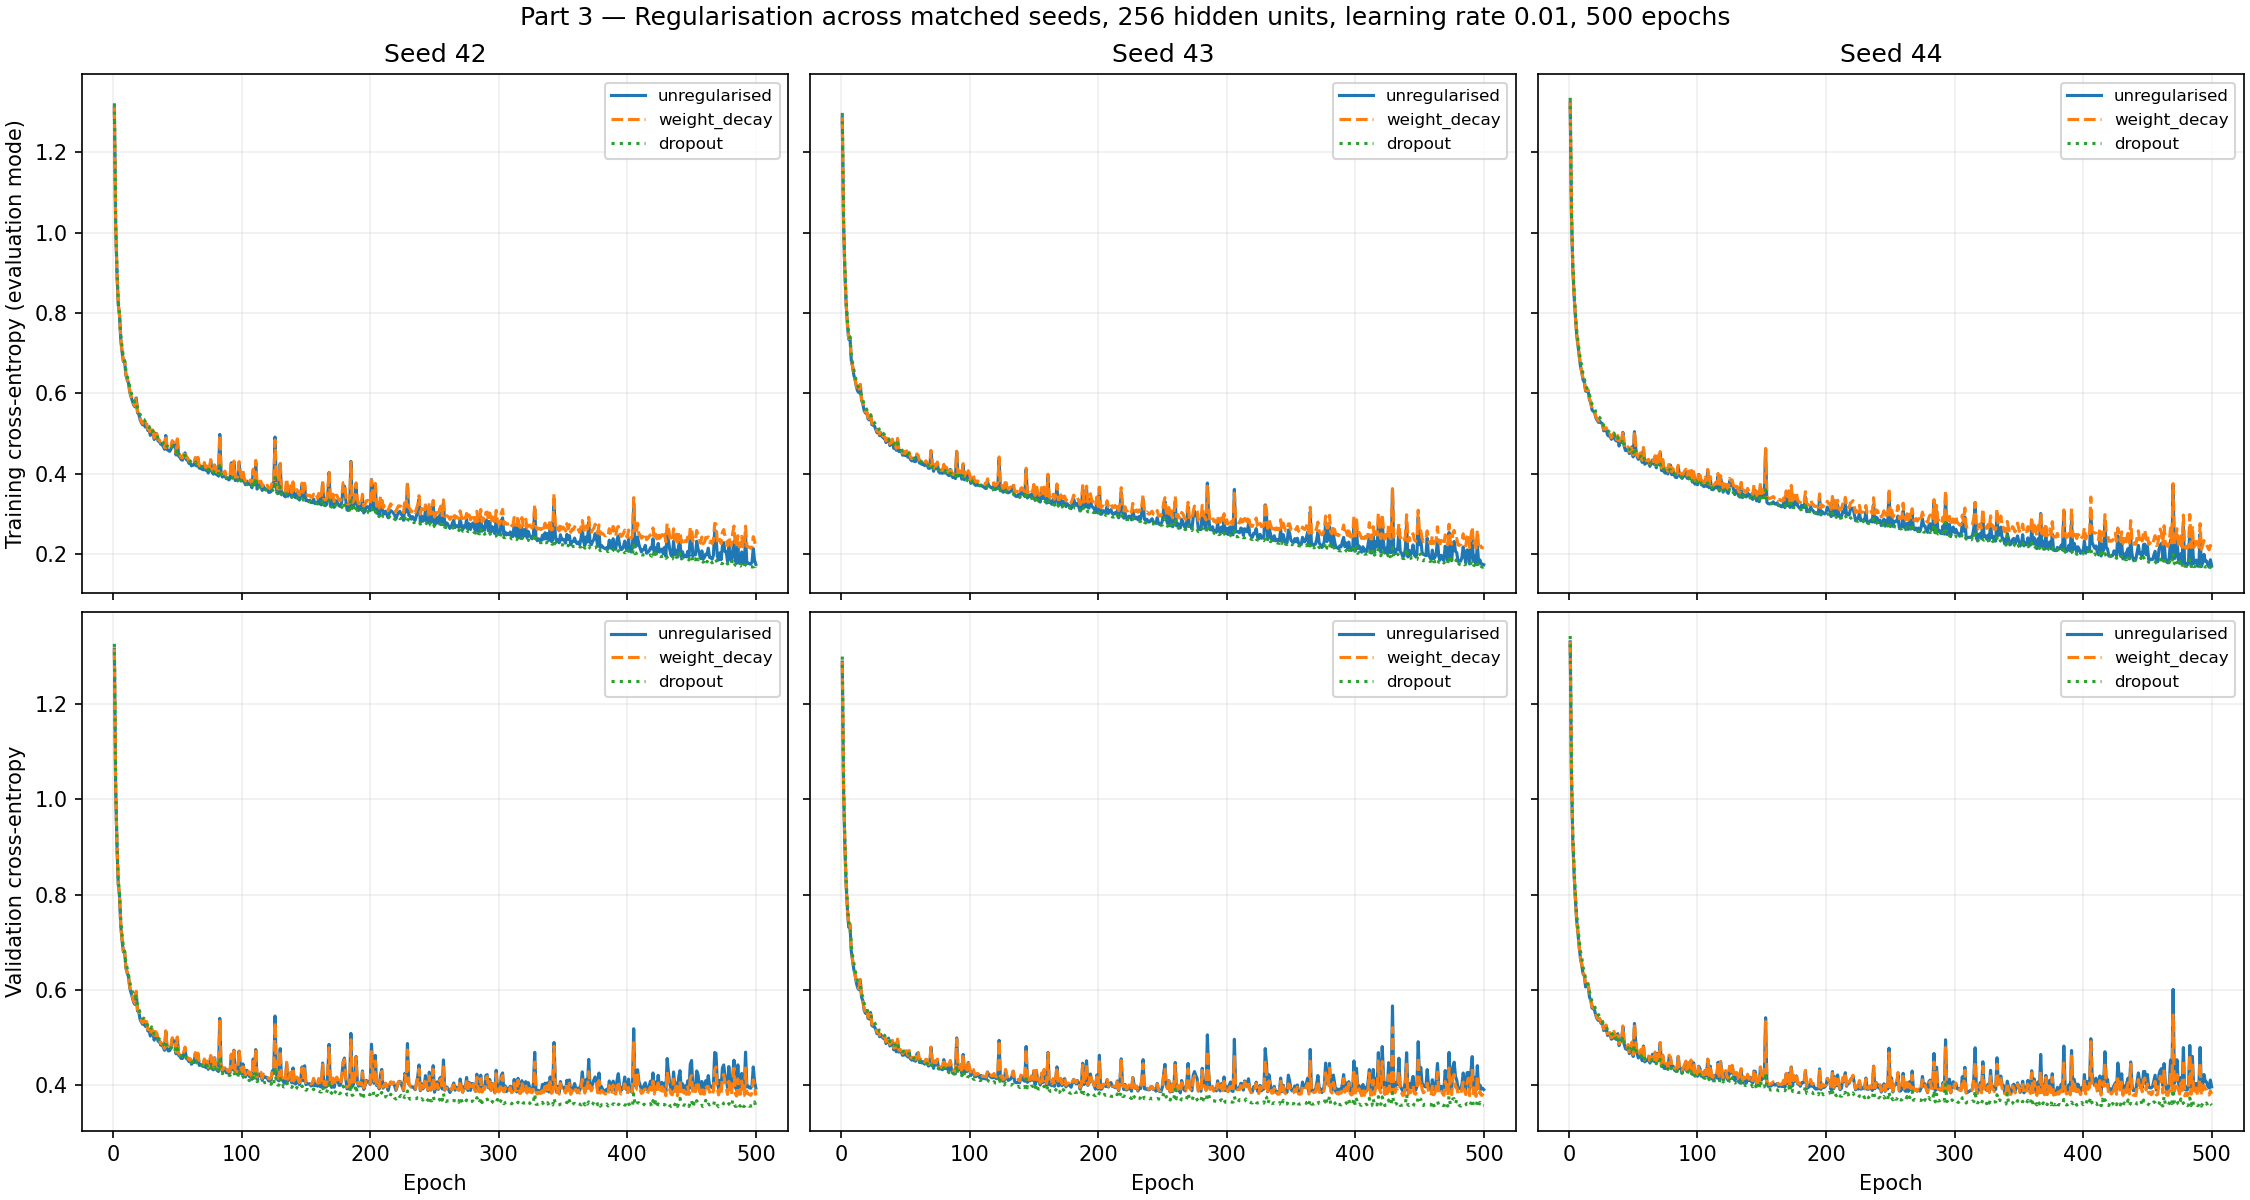 Part 3 — Regularisation across matched seeds, 256 hidden units, learning rate 0.01, 500 epochs
Seed 42
Seed 43
Seed 44
Training cross-entropy (evaluation mode)
1.2
1.0
0.8
0.6
0.4
0.2
unregularised
weight_decay
dropout
unregularised
weight_decay
dropout
unregularised
weight_decay
dropout
Validation cross-entropy
1.2
1.0
0.8
0.6
0.4
unregularised
weight_decay
dropout
unregularised
weight_decay
dropout
unregularised
weight_decay
dropout
0 100 200 300 400 500
0 100 200 300 400 500
0 100 200 300 400 500
Epoch
Epoch
Epoch